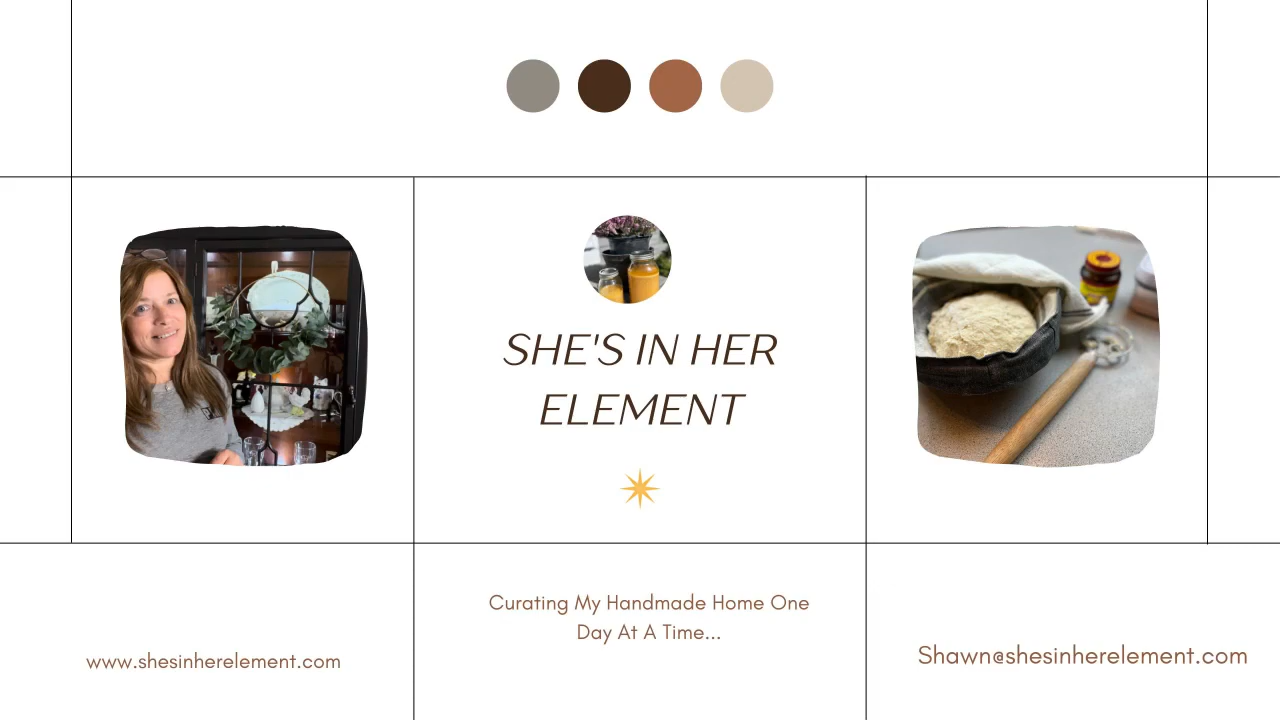 SHE'S IN HER
ELEMENT
Curating My Handmade Home One
Day At A Time...
www.shesinherelement.com
Shawn@shesinherelement.com